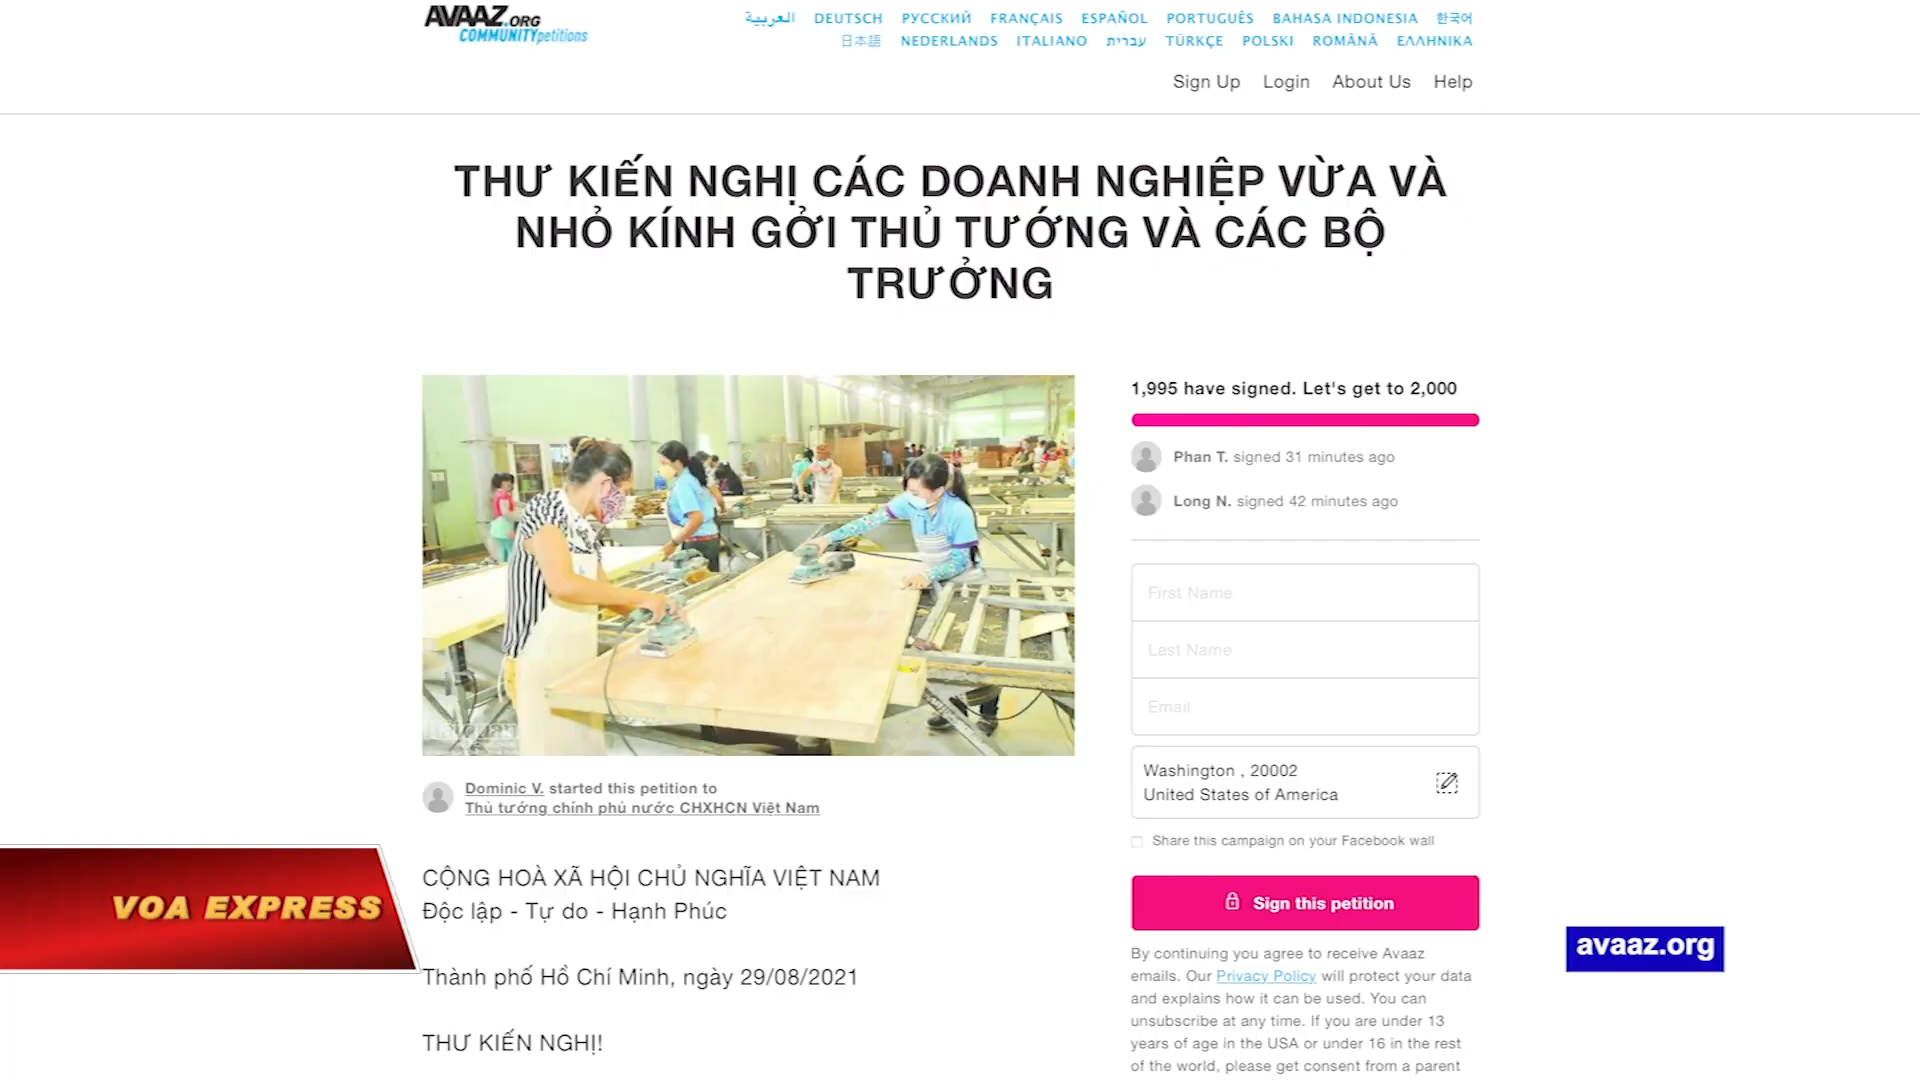 AVAAZ.ORG
COMMUNITYpetitions
العربية DEUTSCH РУССКИЙ FRANÇAIS ESPAÑOL PORTUGUÊS BAHASA INDONESIA 한국어
日本語 NEDERLANDS ITALIANO עברית TÜRKÇE POLSKI ROMÂNĂ ΕΛΛΗΝΙΚΑ
Sign Up Login About Us Help
THƯ KIẾN NGHỊ CÁC DOANH NGHIỆP VỪA VÀ
NHỎ KÍNH GỞI THỦ TƯỚNG VÀ CÁC BỘ
TRƯỞNG
1,995 have signed. Let's get to 2,000
Phan T. signed 31 minutes ago
Long N. signed 42 minutes ago
First Name
Last Name
Email
Washington , 20002
United States of America
Share this campaign on your Facebook wall
Sign this petition
By continuing you agree to receive Avaaz
emails. Our Privacy Policy will protect your data
and explains how it can be used. You can
unsubscribe at any time. If you are under 13
years of age in the USA or under 16 in the rest
of the world, please get consent from a parent
Dominic V. started this petition to
Thủ tướng chính phủ nước CHXHCN Việt Nam
CỘNG HOÀ XÃ HỘI CHỦ NGHĨA VIỆT NAM
Độc lập - Tự do - Hạnh Phúc
Thành phố Hồ Chí Minh, ngày 29/08/2021
THƯ KIẾN NGHỊ!
VOA EXPRESS
avaaz.org